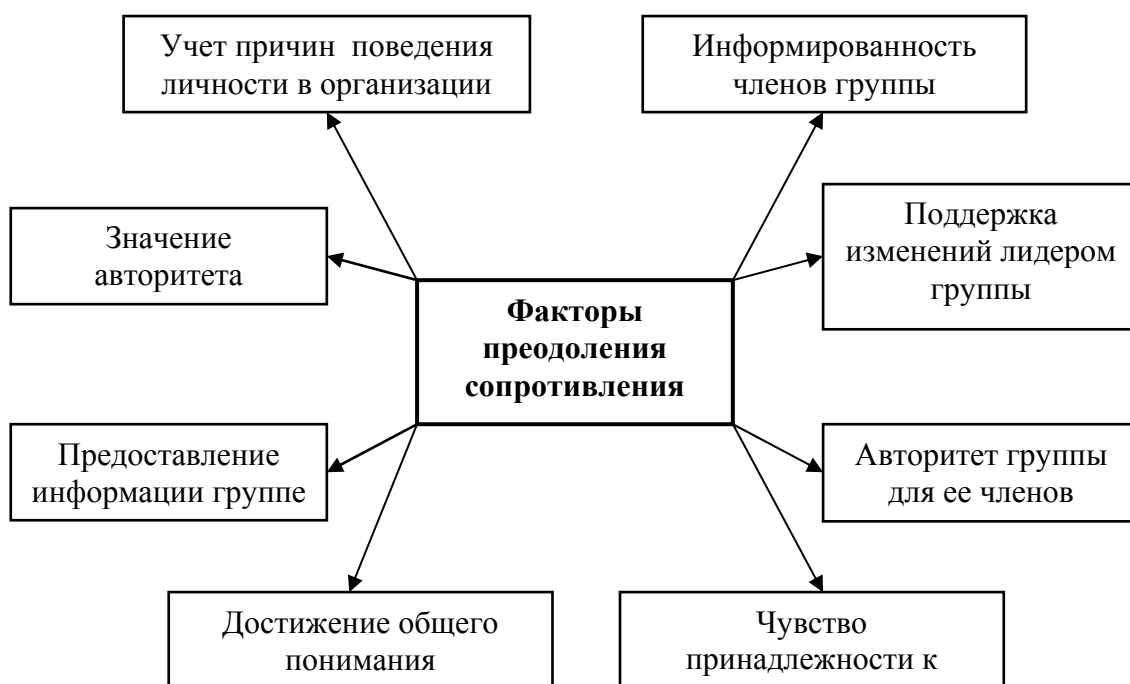 Учет причин поведения
личности в организации
Информированность
членов группы
Значение
авторитета
Поддержка
изменений лидером
группы
Факторы
преодоления
сопротивления
Предоставление
информации группе
Авторитет группы
для ее членов
Достижение общего
понимания
Чувство
принадлежности к